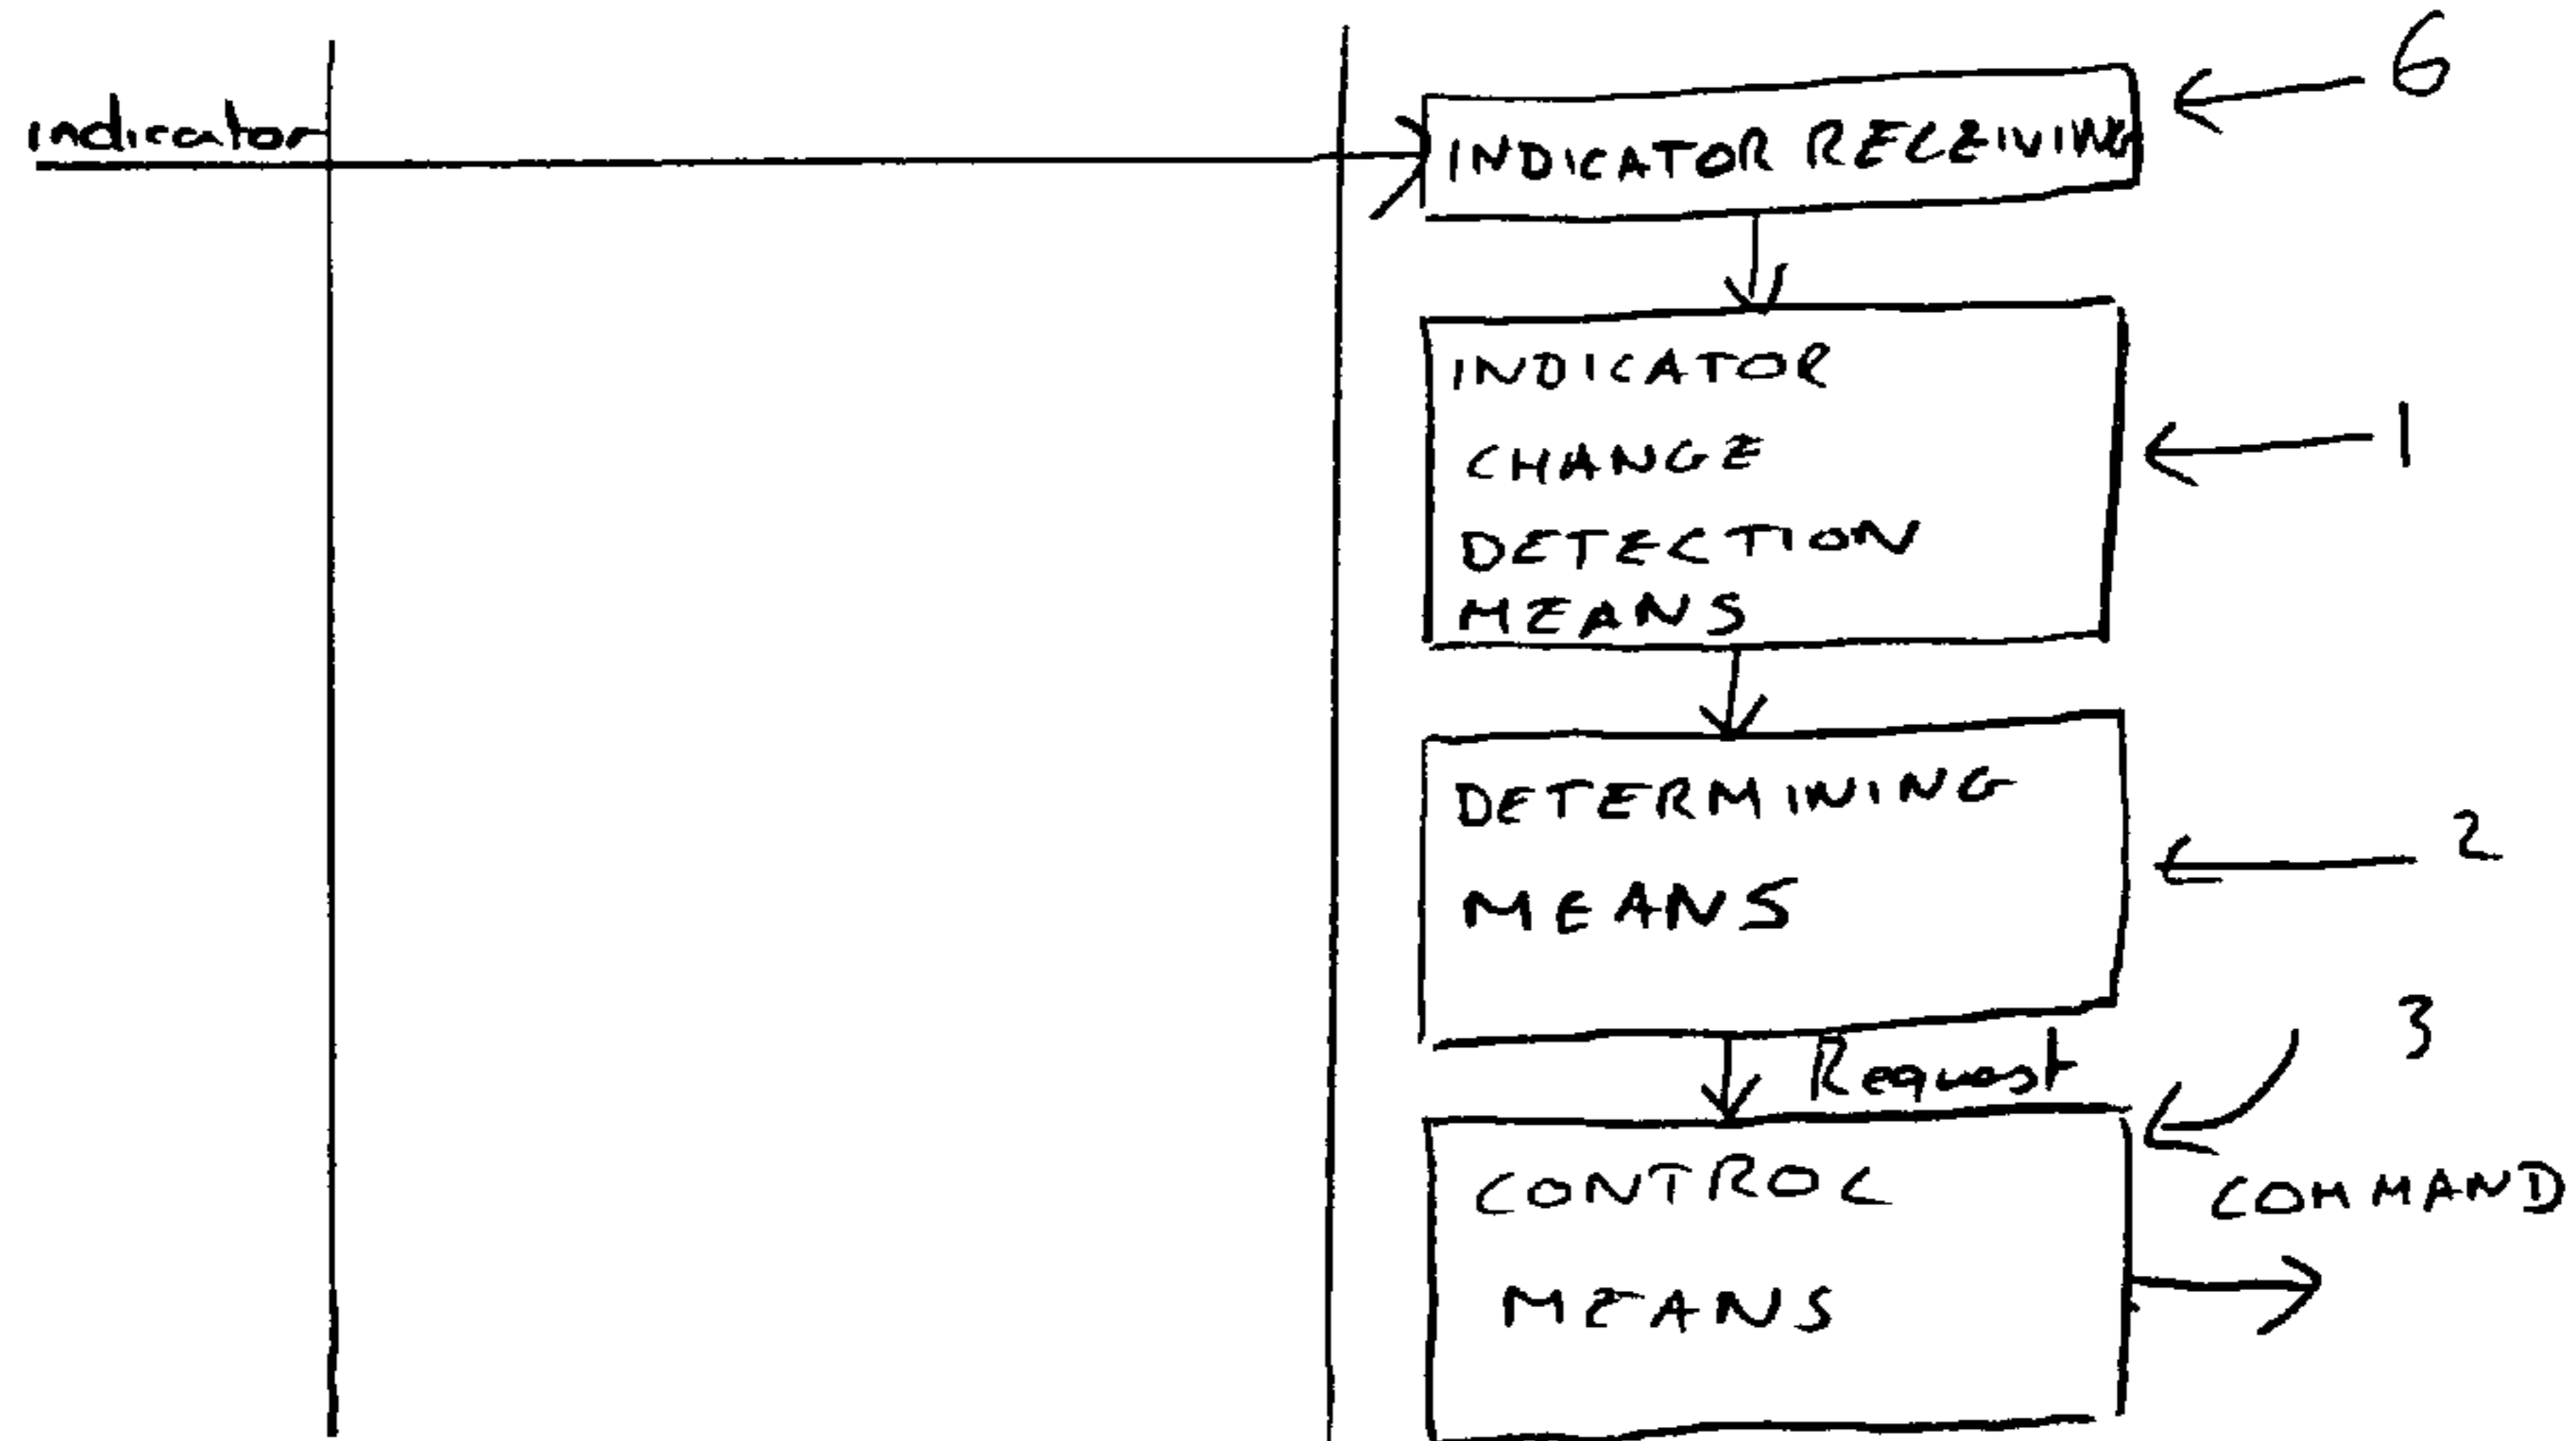 indicator
INDICATOR RECEIVING
6
INDICATOR
CHANGE
DETECTION
MEANS
1
DETERMINING
MEANS
2
Request
3
CONTROL
MEANS
COMMAND